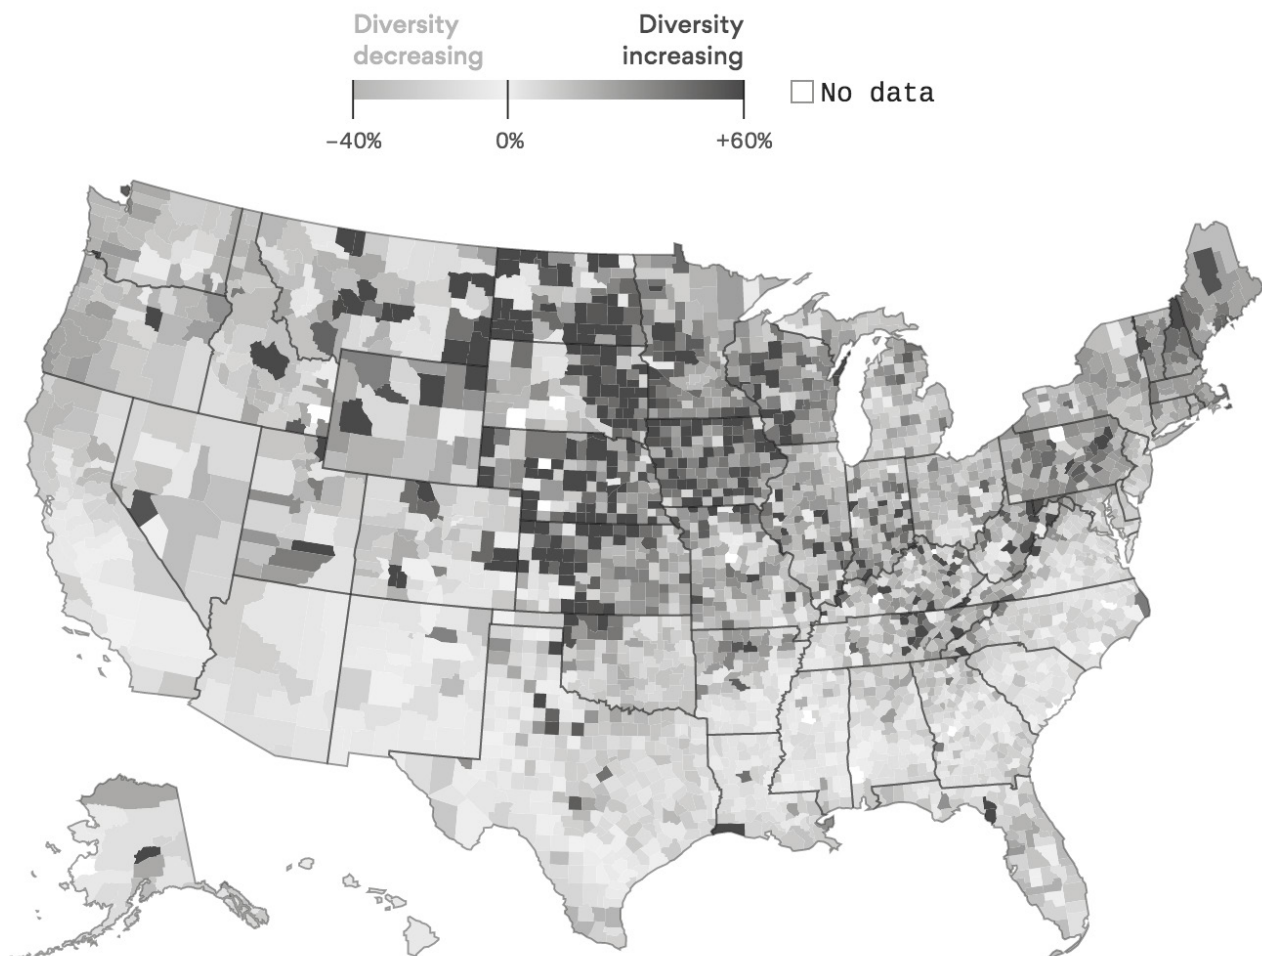 Diversity
decreasing
Diversity
increasing
No data
−40%
0%
+60%